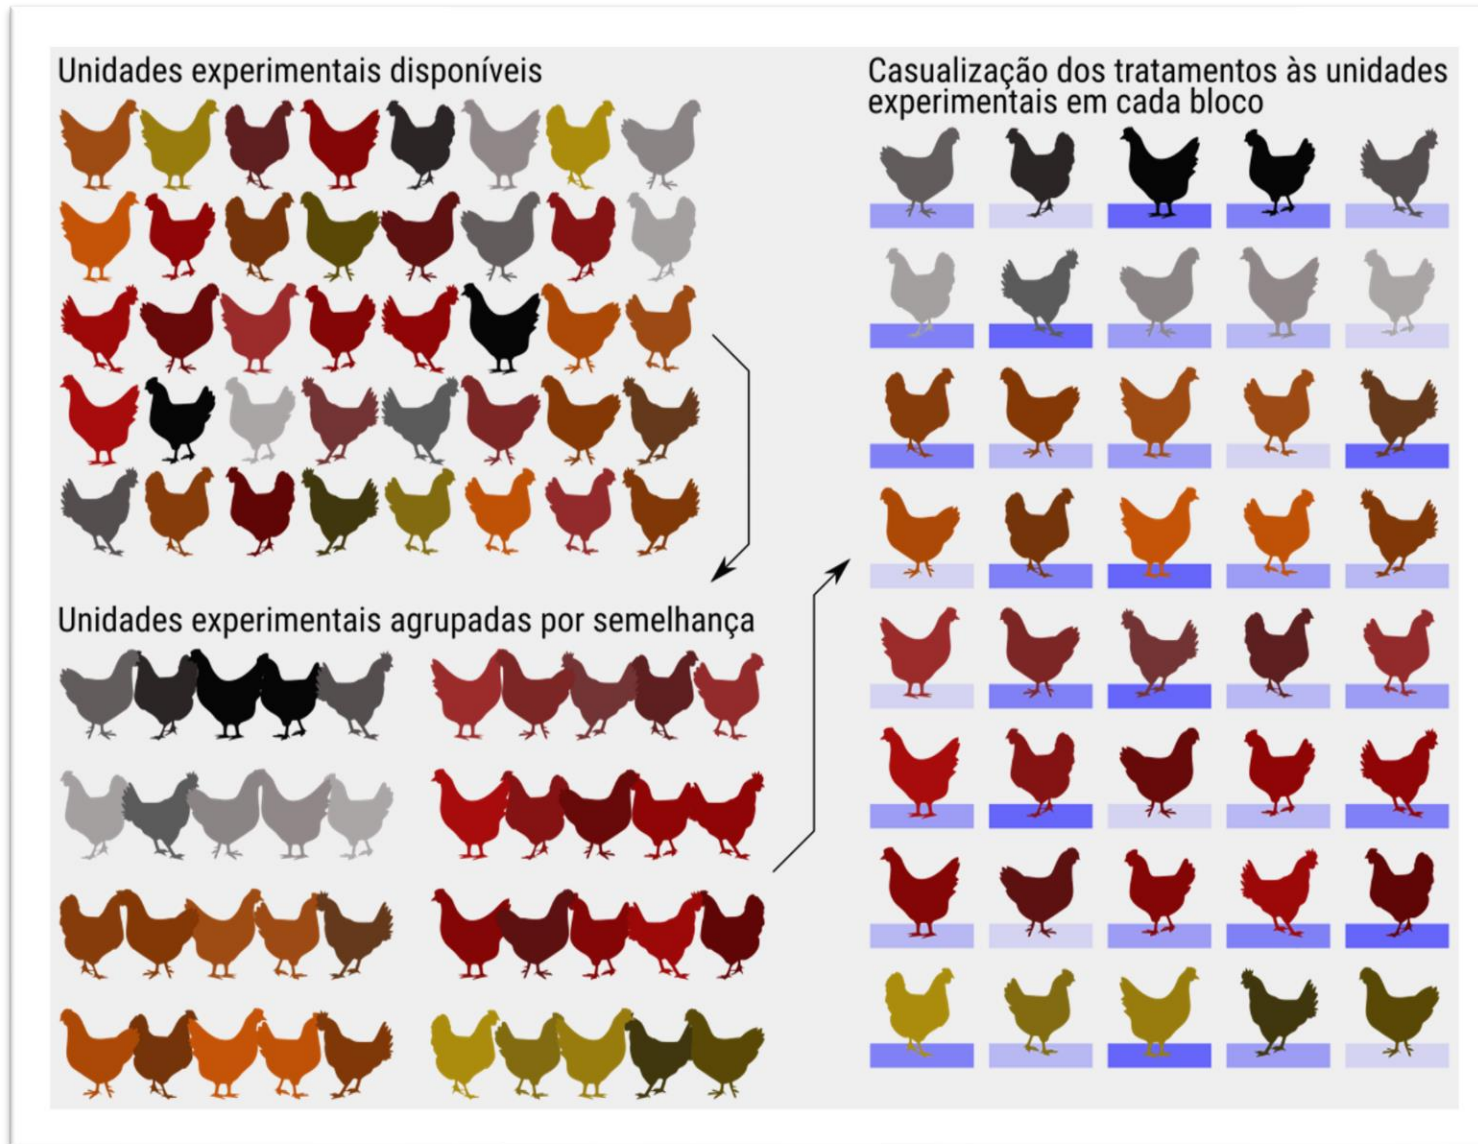 Unidades experimentais disponíveis
Unidades experimentais agrupadas por semelhança
Casualização dos tratamentos às unidades
experimentais em cada bloco